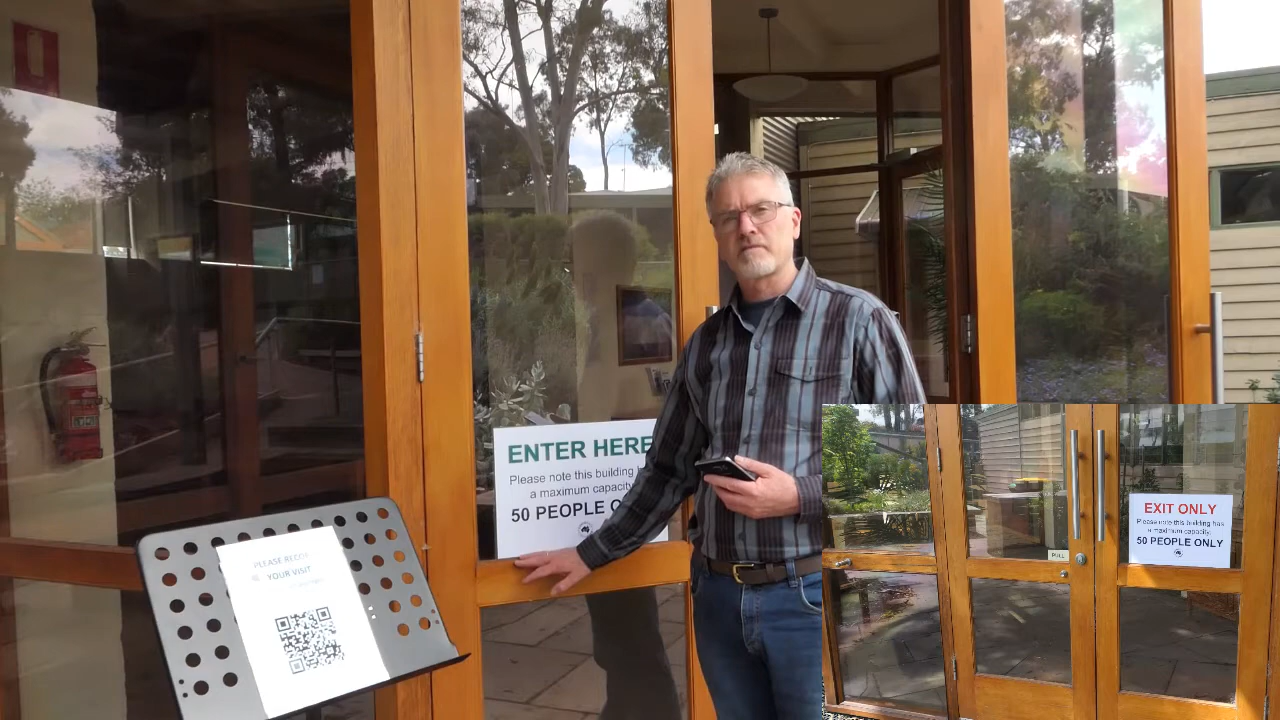 ENTER HERE
Please note this building
a maximum capacity
50 PEOPLE
PLEASE
YOUR VISIT
EXIT ONLY
Please note this building has
a maximum capacity:
50 PEOPLE ONLY
PULL